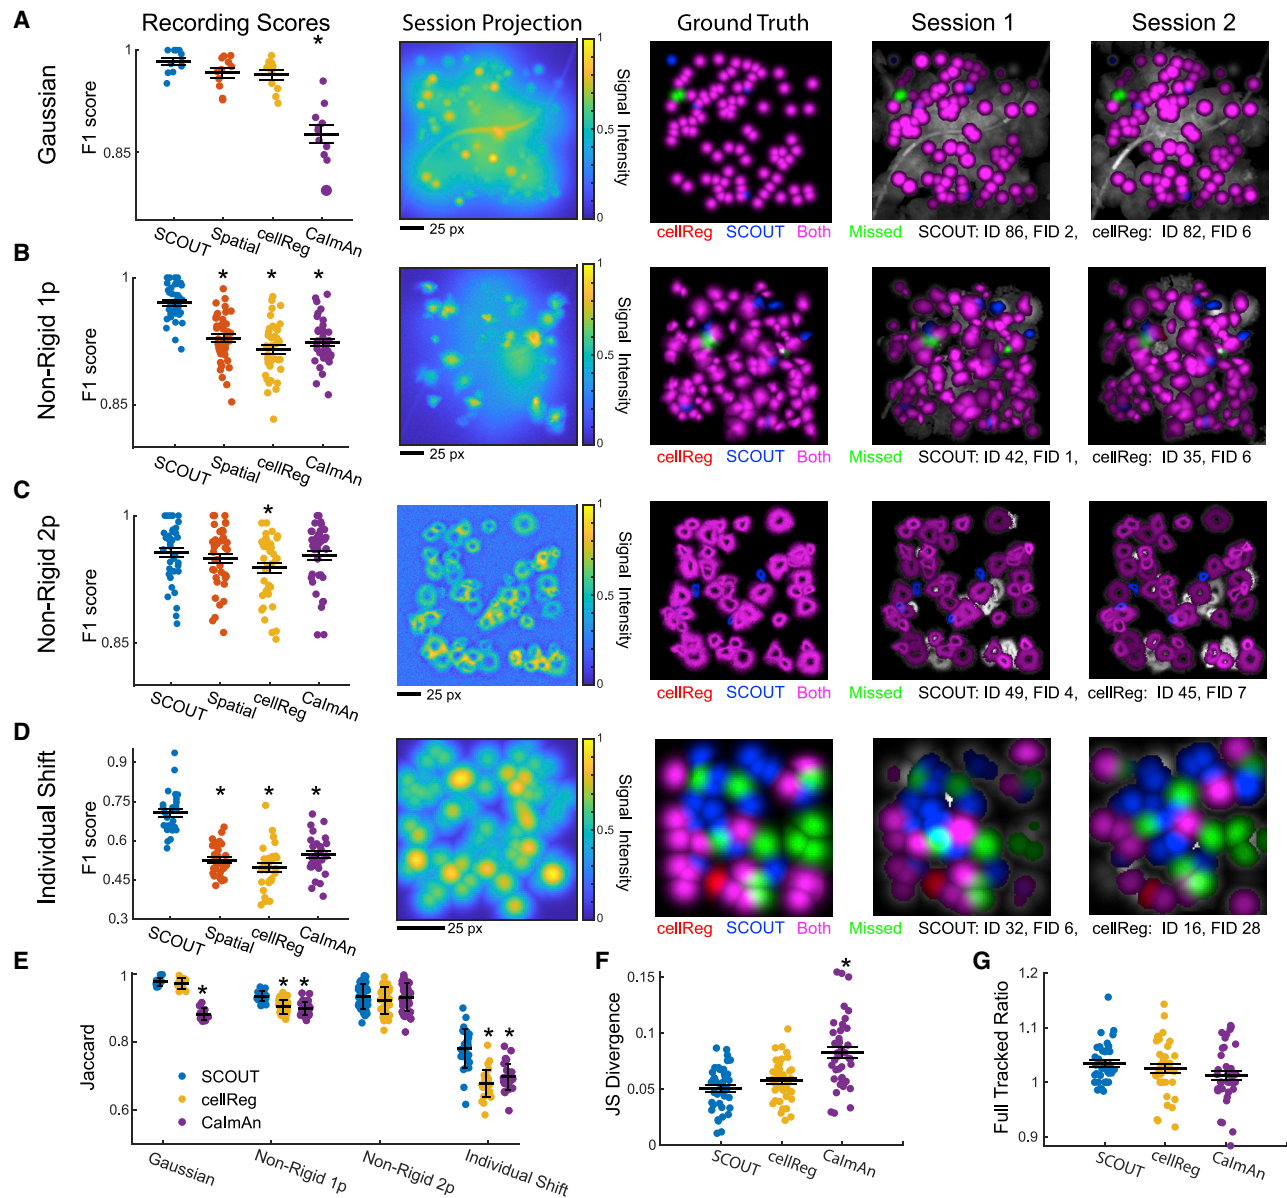 A
Recording Scores
Session Projection
Ground Truth
Session 1
Session 2
Gaussian
F1 score
1
0.85
*
SCOUT
Spatial
cellReg
CaImAn
25 px
1
0.5
0
Signal Intensity
cellReg SCOUT Both Missed SCOUT: ID 86, FID 2, cellReg: ID 82, FID 6
B
Non-Rigid 1p
F1 score
1
0.85
* * *
SCOUT
Spatial
cellReg
CaImAn
25 px
1
0.5
0
Signal Intensity
cellReg SCOUT Both Missed SCOUT: ID 42, FID 1, cellReg: ID 35, FID 6
C
Non-Rigid 2p
F1 score
1
0.85
*
SCOUT
Spatial
cellReg
CaImAn
25 px
1
0.5
0
Signal Intensity
cellReg SCOUT Both Missed SCOUT: ID 49, FID 4, cellReg: ID 45, FID 7
D
Individual Shift
F1 score
0.9
0.75
0.6
0.45
0.3
* * *
SCOUT
Spatial
cellReg
CaImAn
25 px
1
0.5
0
Signal Intensity
cellReg SCOUT Both Missed SCOUT: ID 32, FID 6, cellReg: ID 16, FID 28
E
Jaccard
1
0.8
0.6
* * * * *
SCOUT
cellReg
CaImAn
Gaussian
Non-Rigid 1p
Non-Rigid 2p
Individual Shift
F
JS Divergence
0.15
0.1
0.05
0
*
SCOUT
cellReg
CaImAn
G
Full Tracked Ratio
1.2
1.1
1
0.9
SCOUT
cellReg
CaImAn